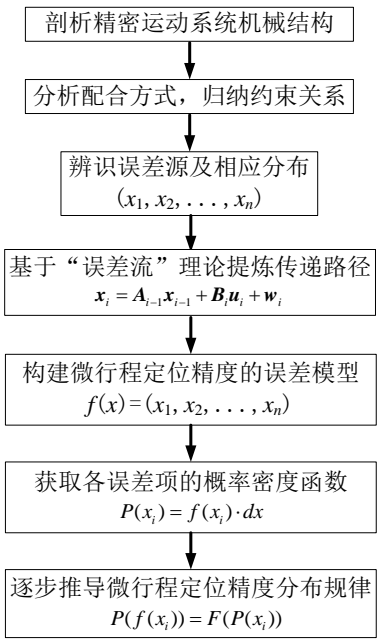 剖析精密运动系统机械结构
分析配合方式，归纳约束关系
辨识误差源及相应分布
(x₁, x₂, . . . , xₙ)
基于“误差流”理论提炼传递路径
xᵢ = Aᵢ₋₁xᵢ₋₁ + Bᵢuᵢ + wᵢ
构建微行程定位精度的误差模型
f(x)=(x₁, x₂, . . . , xₙ)
获取各误差项的概率密度函数
P(xᵢ) = f(xᵢ)·dx
逐步推导微行程定位精度分布规律
P(f(xᵢ)) = F(P(xᵢ))